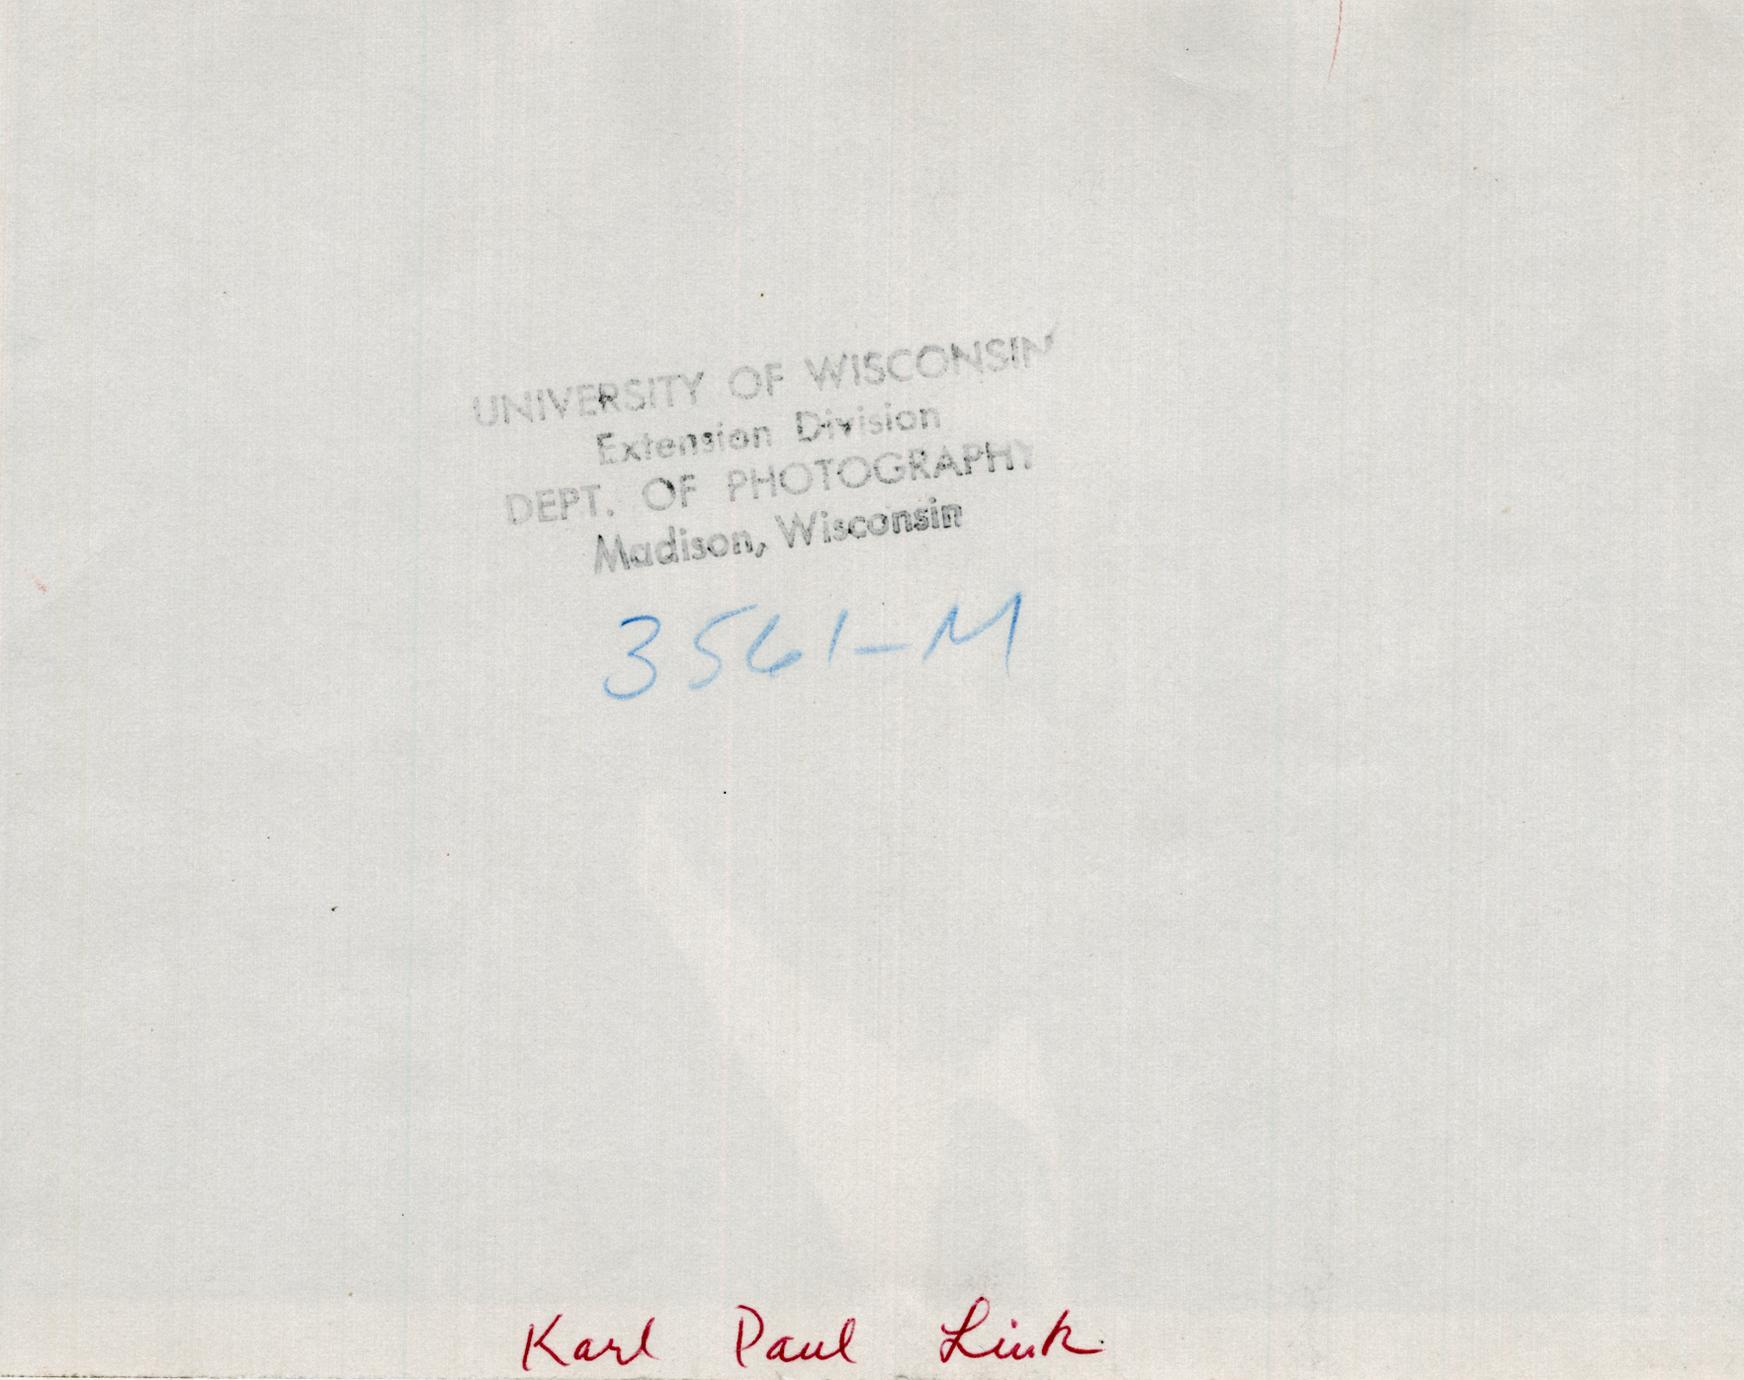 UNIVERSITY OF WISCONSIN
Extension Division
DEPT. OF PHOTOGRAPHY
Madison, Wisconsin
3561-M
Karl Paul Link